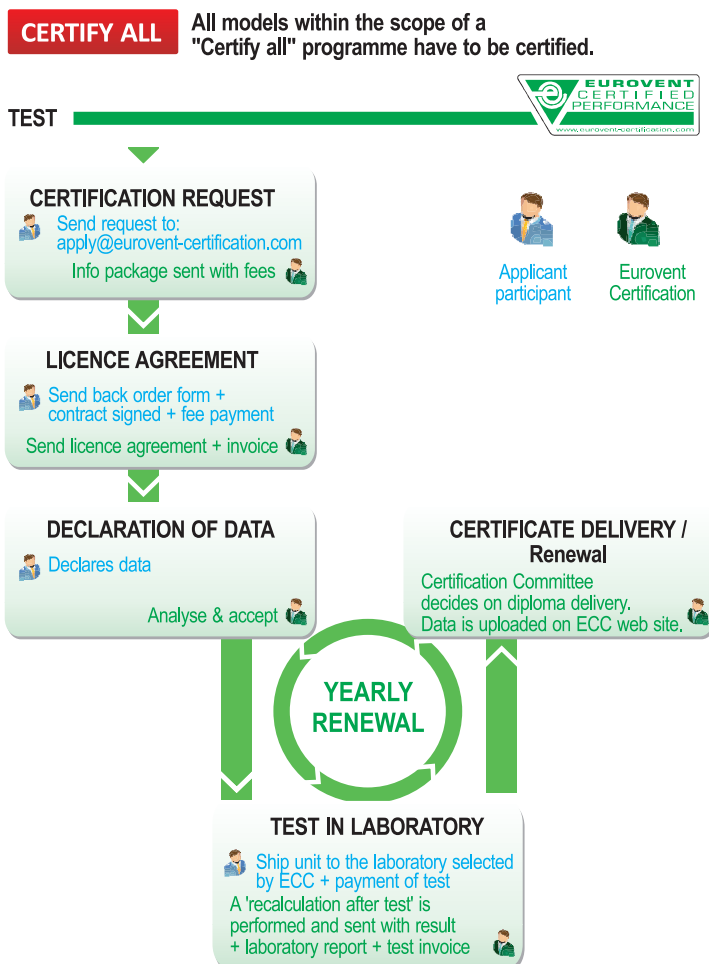 CERTIFY ALL
All models within the scope of a
"Certify all" programme have to be certified.
TEST
EUROVENT
CERTIFIED
PERFORMANCE
www.eurovent-certification.com
CERTIFICATION REQUEST
Send request to:
apply@eurovent-certification.com
Info package sent with fees
Applicant
participant
Eurovent
Certification
LICENCE AGREEMENT
Send back order form +
contract signed + fee payment
Send licence agreement + invoice
DECLARATION OF DATA
Declares data
Analyse & accept
CERTIFICATE DELIVERY /
Renewal
Certification Committee
decides on diploma delivery.
Data is uploaded on ECC web site.
YEARLY
RENEWAL
TEST IN LABORATORY
Ship unit to the laboratory selected
by ECC + payment of test
A 'recalculation after test' is
performed and sent with result
+ laboratory report + test invoice